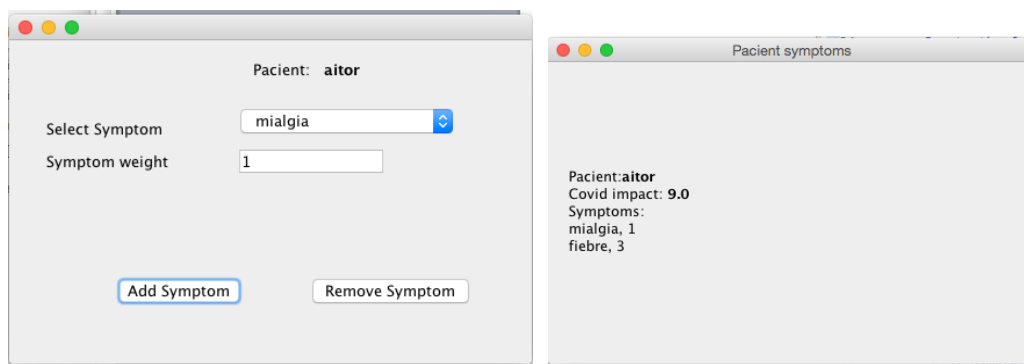 Pacient: aitor
Select Symptom
mialgia
Symptom weight
1
Add Symptom
Remove Symptom
Pacient symptoms
Pacient:aitor
Covid impact: 9.0
Symptoms:
mialgia, 1
fiebre, 3